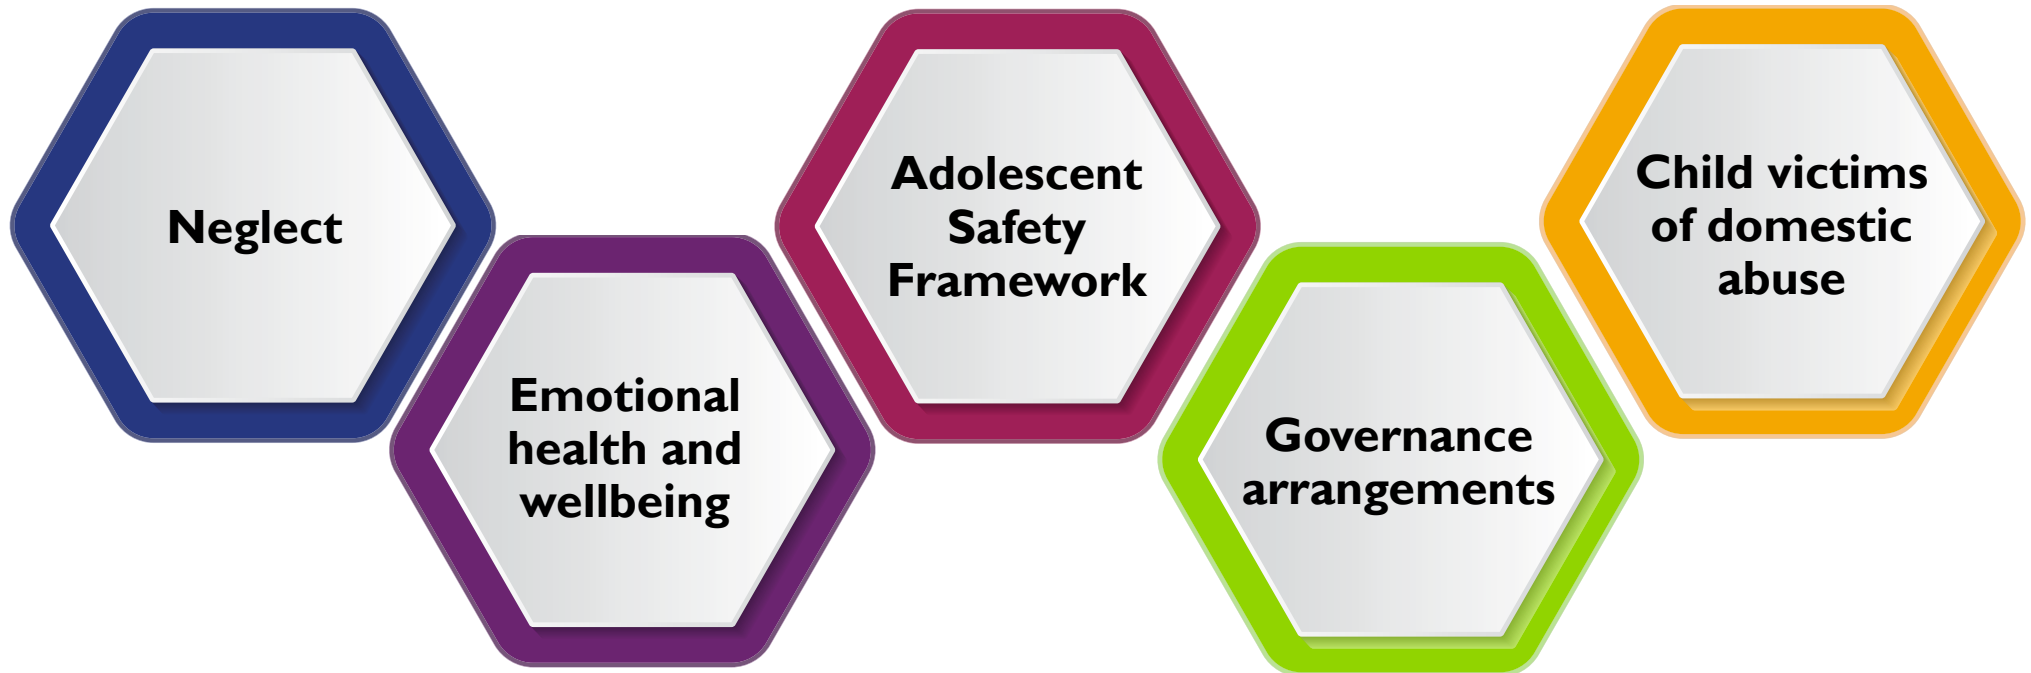 Neglect
Emotional
health and
wellbeing
Adolescent
Safety
Framework
Governance
arrangements
Child victims
of domestic
abuse